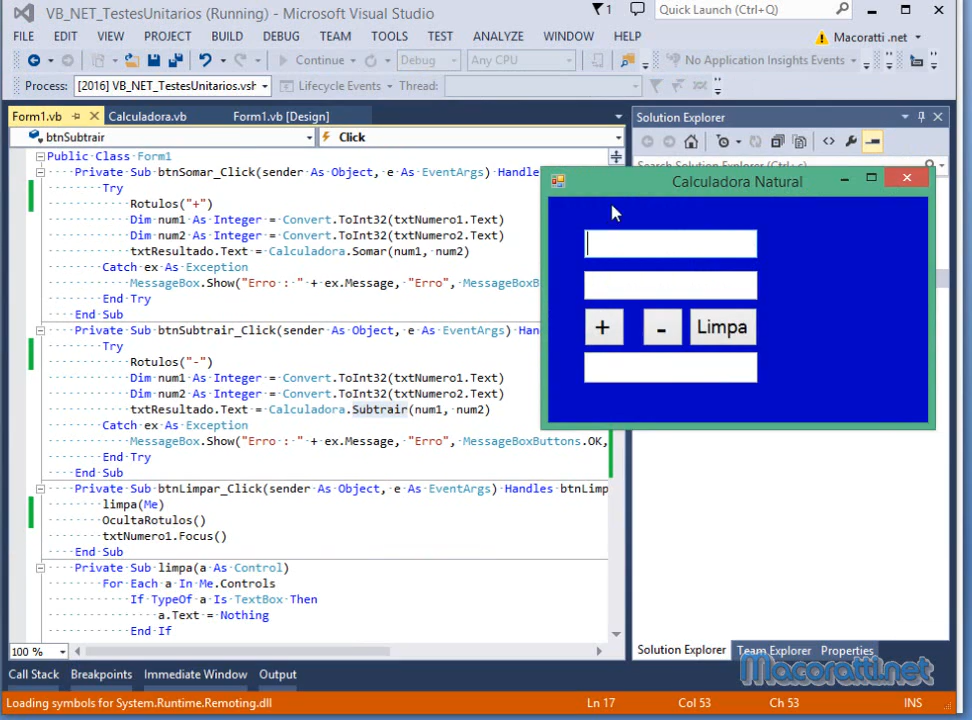 VB_NET_TestesUnitarios (Running) - Microsoft Visual Studio
1
Quick Launch (Ctrl+Q)
FILE EDIT VIEW PROJECT BUILD DEBUG TEAM TOOLS TEST ANALYZE WINDOW HELP
Macoratti .net
Continue Debug Any CPU No Application Insights Events
Process: [2016] VB_NET_TestesUnitarios.vsh Lifecycle Events Thread:
Form1.vb Calculadora.vb Form1.vb [Design]
Solution Explorer
btnSubtrair Click
Public Class Form1
Private Sub btnSomar_Click(sender As Object, e As EventArgs) Handles
Try
Rotulos("+")
Dim num1 As Integer = Convert.ToInt32(txtNumero1.Text)
Dim num2 As Integer = Convert.ToInt32(txtNumero2.Text)
txtResultado.Text = Calculadora.Somar(num1, num2)
Catch ex As Exception
MessageBox.Show("Erro : " + ex.Message, "Erro", MessageBox
End Try
End Sub
Private Sub btnSubtrair_Click(sender As Object, e As EventArgs) Han
Try
Rotulos("-")
Dim num1 As Integer = Convert.ToInt32(txtNumero1.Text)
Dim num2 As Integer = Convert.ToInt32(txtNumero2.Text)
txtResultado.Text = Calculadora.Subtrair(num1, num2)
Catch ex As Exception
MessageBox.Show("Erro : " + ex.Message, "Erro", MessageBoxButtons.OK,
End Try
End Sub
Private Sub btnLimpar_Click(sender As Object, e As EventArgs) Handles btnLimp
limpa(Me)
OcultaRotulos()
txtNumero1.Focus()
End Sub
Private Sub limpa(a As Control)
For Each a In Me.Controls
If TypeOf a Is TextBox Then
a.Text = Nothing
End If
Calculadora Natural
+ - Limpa
100 %
Solution Explorer Team Explorer Properties
Macoratti.net
Call Stack Breakpoints Immediate Window Output
Loading symbols for System.Runtime.Remoting.dll Ln 17 Col 53 Ch 53 INS